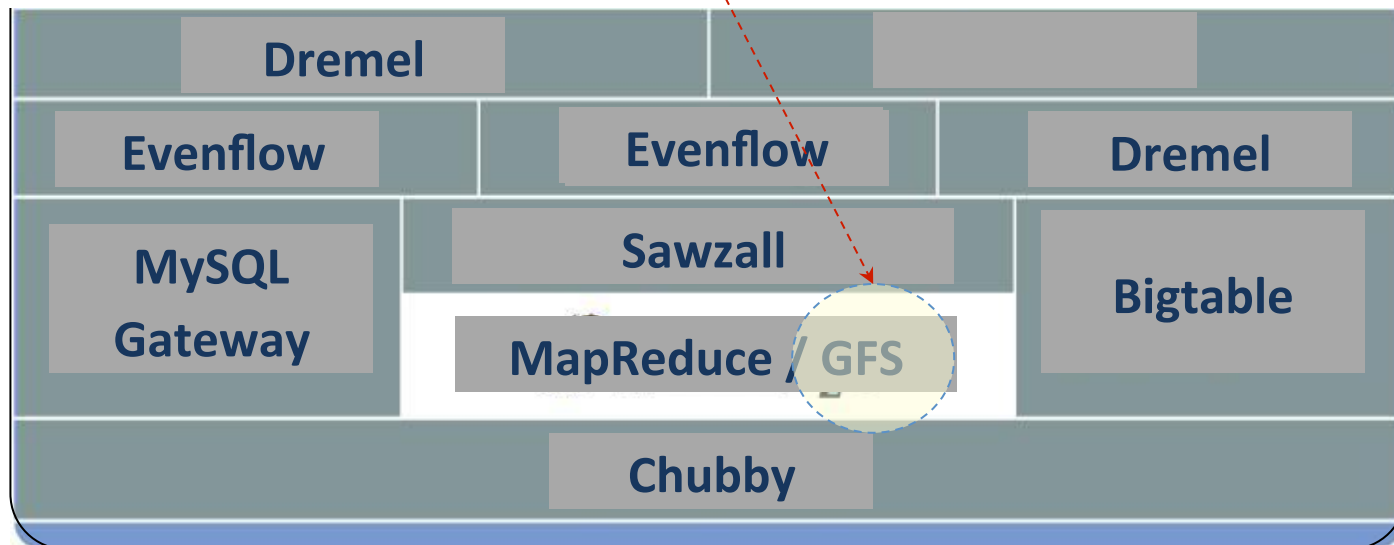 Dremel
Evenflow
Evenflow
Dremel
MySQL
Gateway
Sawzall
Bigtable
MapReduce / GFS
Chubby